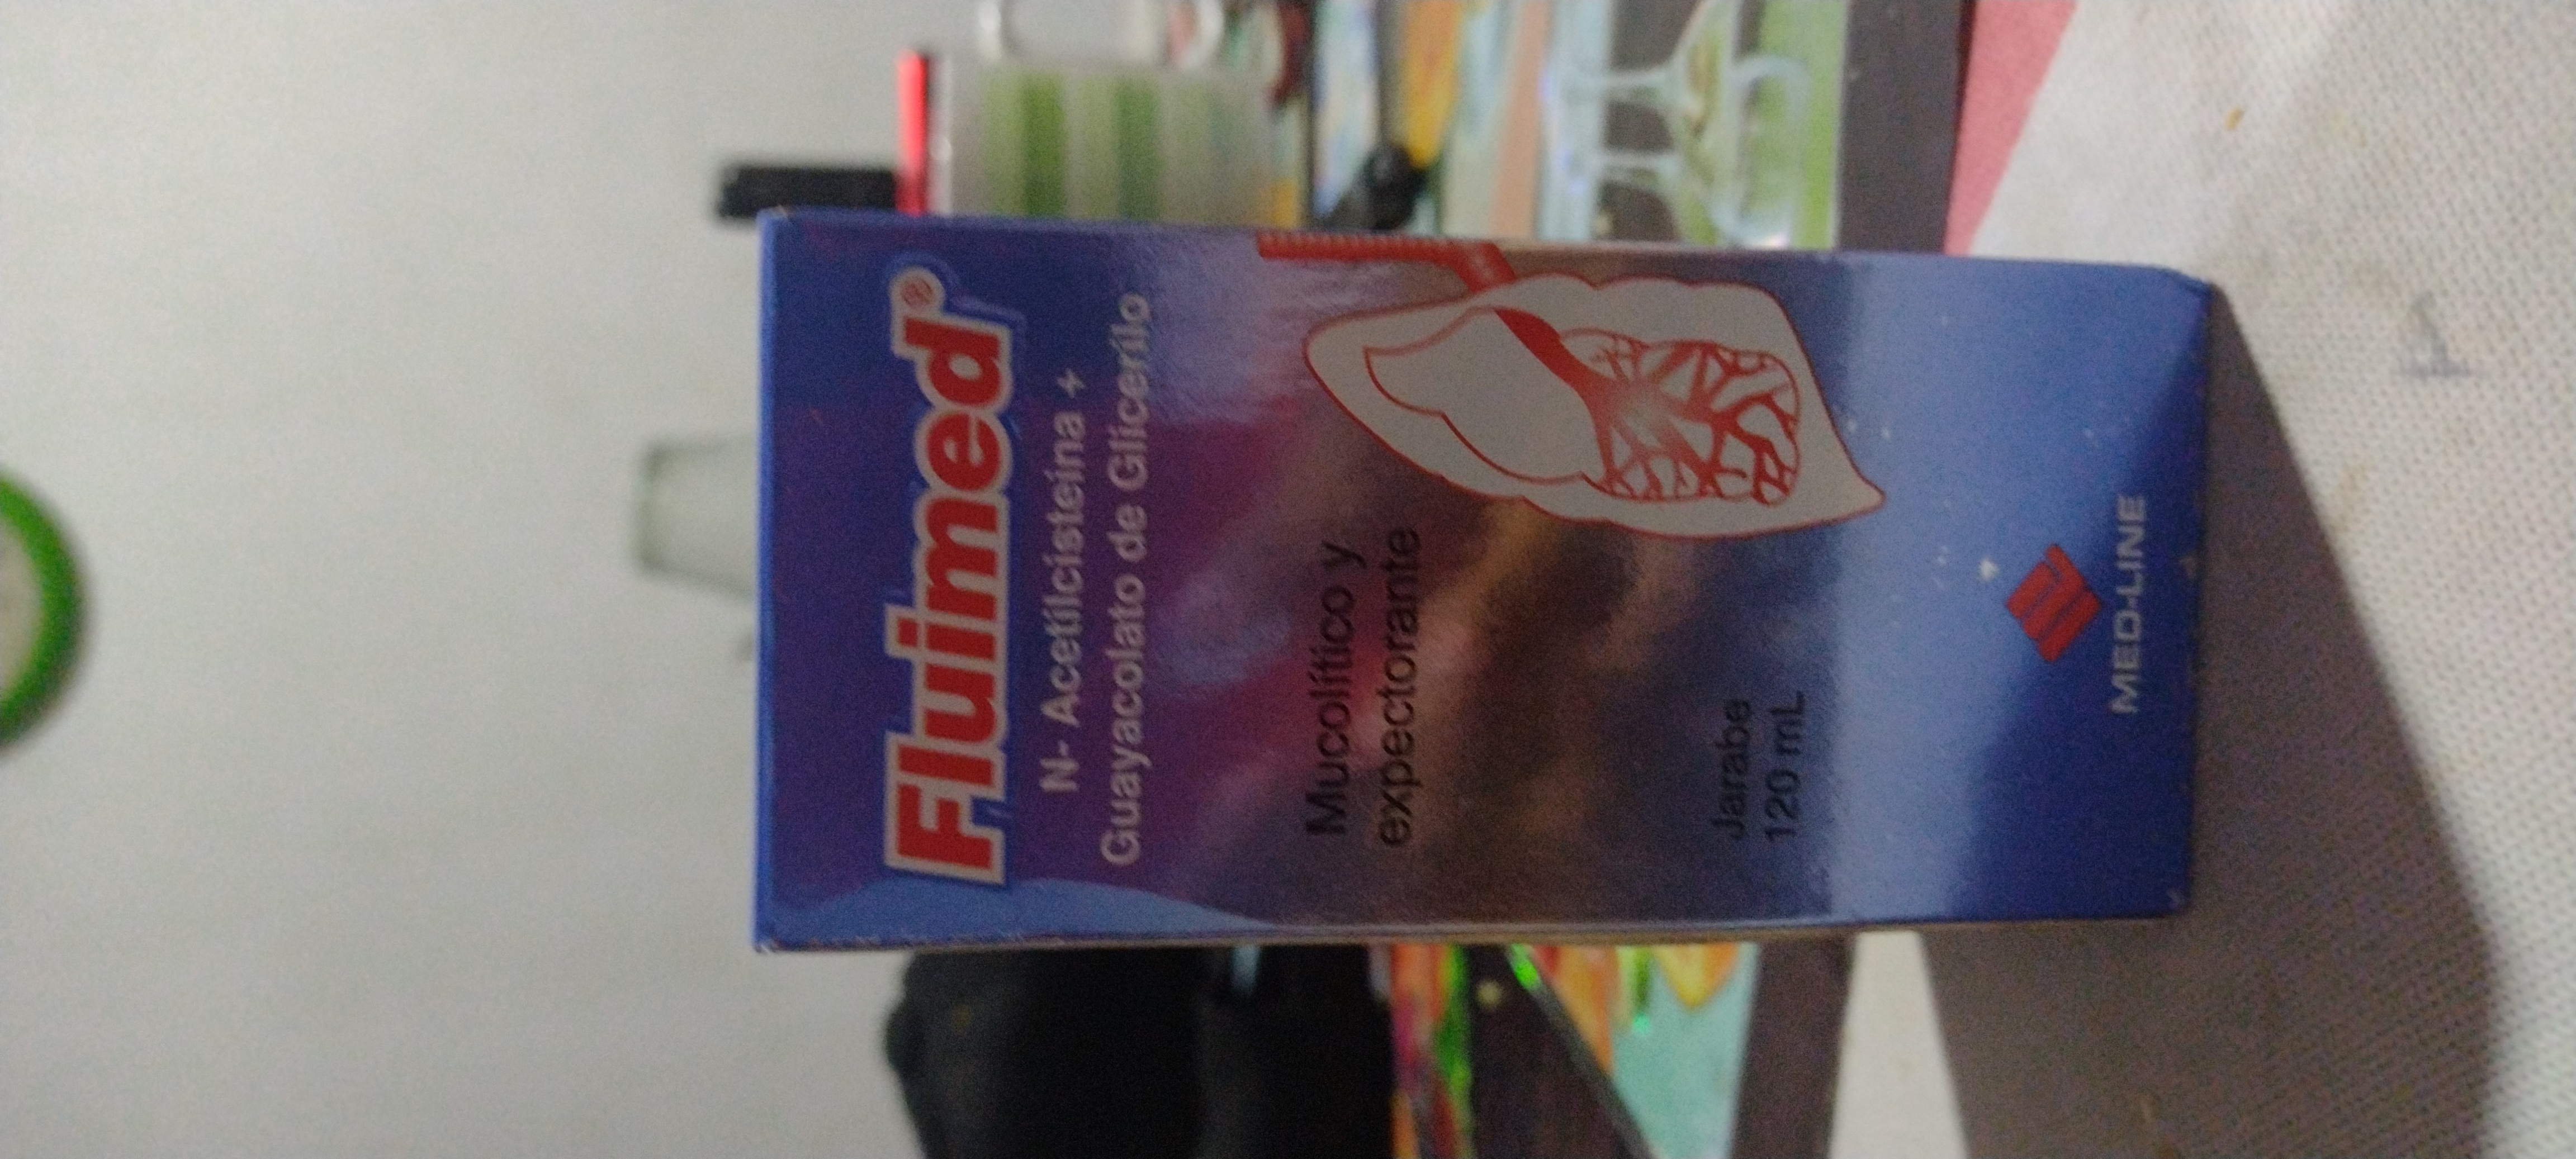 Fluimed®
N- Acetilcisteína +
Guayacolato de Glicerilo
Mucolítico y
expectorante
Jarabe
120 mL
MED-LINE